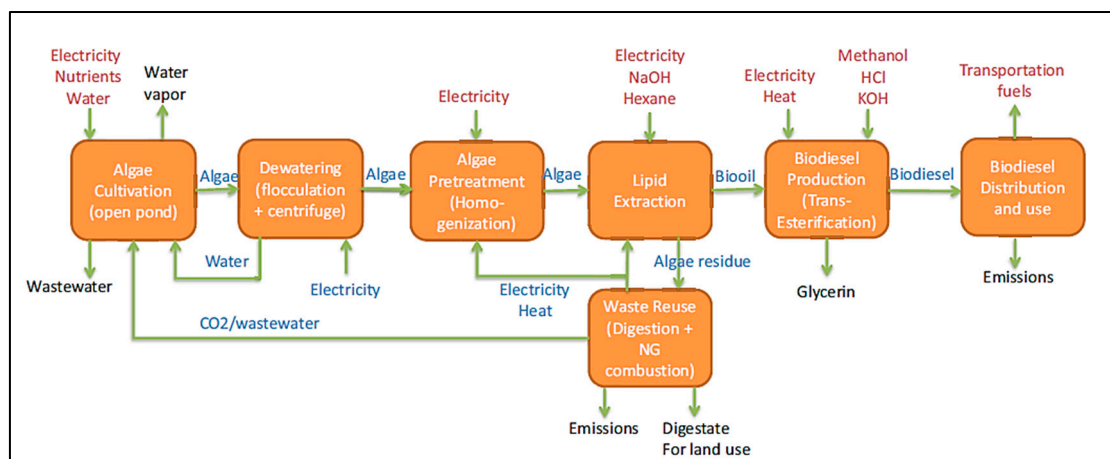 Electricity
Nutrients
Water
Water
vapor
Electricity
Electricity
NaOH
Hexane
Electricity
Heat
Methanol
HCl
KOH
Transportation
fuels
Algae
Cultivation
(open pond)
Algae
Dewatering
(flocculation
+ centrifuge)
Algae
Algae
Pretreatment
(Homo-
genization)
Algae
Lipid
Extraction
Biooil
Biodiesel
Production
(Trans-
Esterification)
Biodiesel
Biodiesel
Distribution
and use
Wastewater
Water
Electricity
Electricity
Heat
Algae residue
Glycerin
Emissions
CO2/wastewater
Waste Reuse
(Digestion +
NG
combustion)
Emissions
Digestate
For land use